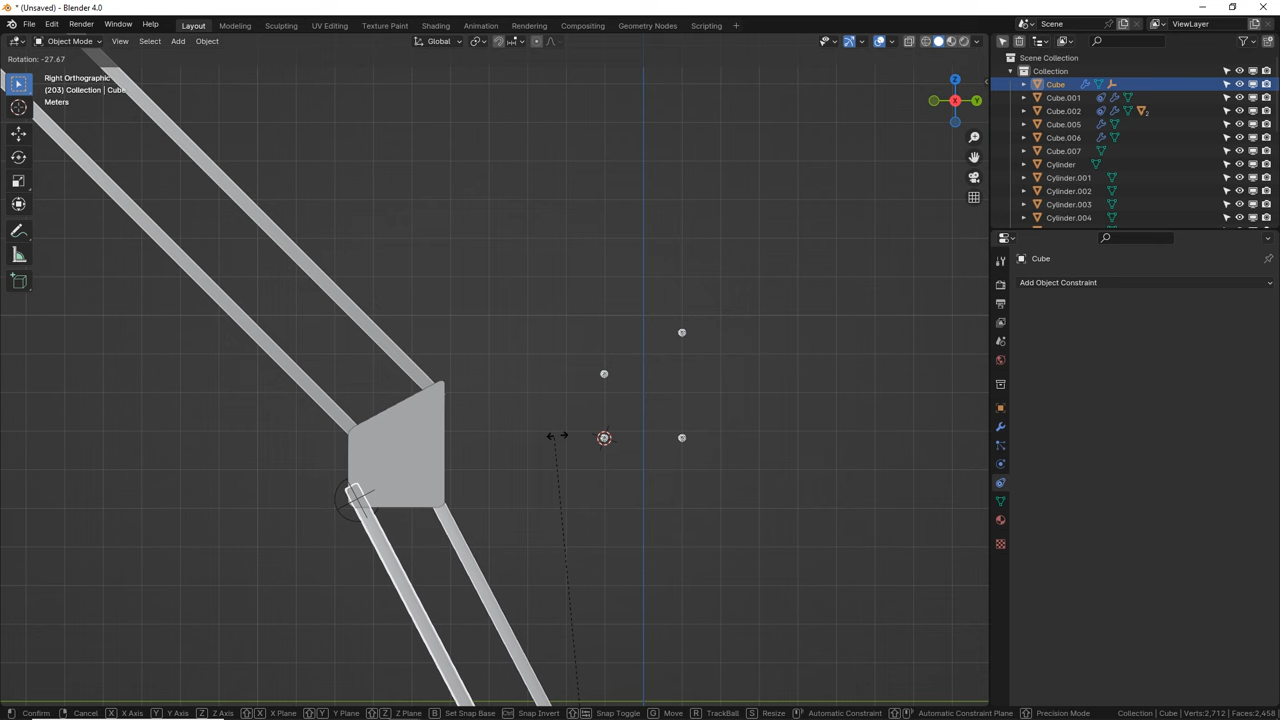 * (Unsaved) - Blender 4.0
File Edit Render Window Help Layout Modeling Sculpting UV Editing Texture Paint Shading Animation Rendering Compositing Geometry Nodes Scripting + Scene ViewLayer
Object Mode View Select Add Object Global
Rotation: -27.67
Right Orthographic
(203) Collection | Cube
Meters
Z
X
Y
Scene Collection
Collection
Cube
Cube.001
Cube.002 2
Cube.005
Cube.006
Cube.007
Cylinder
Cylinder.001
Cylinder.002
Cylinder.003
Cylinder.004
Cube
Add Object Constraint
Confirm Cancel X X Axis Y Y Axis Z Z Axis X X Plane Y Y Plane Z Z Plane B Set Snap Base Ctrl Snap Invert Snap Toggle G Move R TrackBall S Resize Automatic Constraint Automatic Constraint Plane Precision Mode Collection | Cube | Verts:2,712 | Faces:2,458